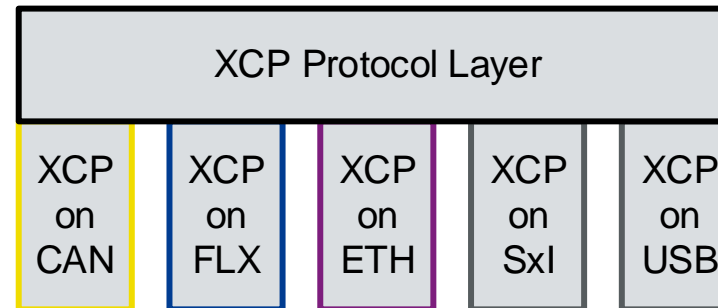 XCP Protocol Layer
XCP
on
CAN
XCP
on
FLX
XCP
on
ETH
XCP
on
SxI
XCP
on
USB